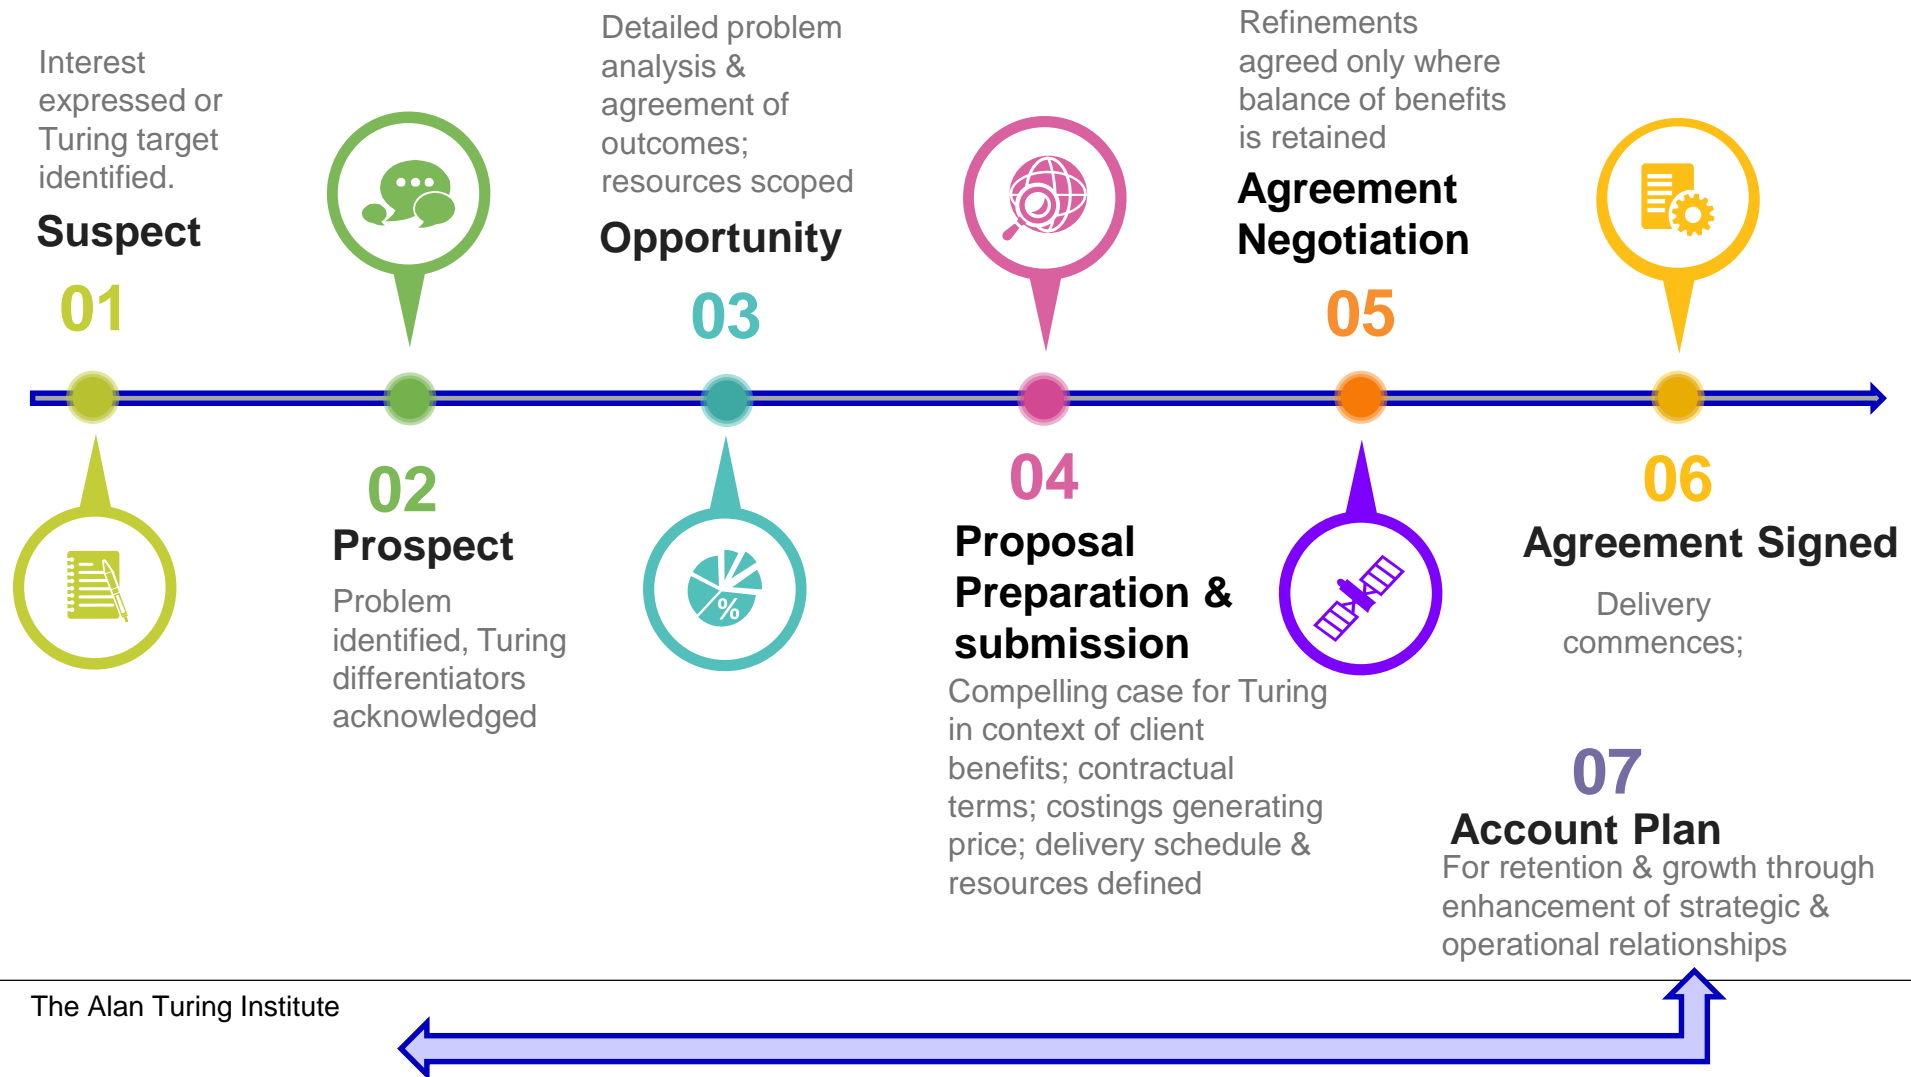 Interest
expressed or
Turing target
identified.
Suspect
01
02
Prospect
Problem
identified, Turing
differentiators
acknowledged
Detailed problem
analysis &
agreement of
outcomes;
resources scoped
Opportunity
03
%
04
Proposal
Preparation &
submission
Compelling case for Turing
in context of client
benefits; contractual
terms; costings generating
price; delivery schedule &
resources defined
Refinements
agreed only where
balance of benefits
is retained
Agreement
Negotiation
05
06
Agreement Signed
Delivery
commences;
07
Account Plan
For retention & growth through
enhancement of strategic &
operational relationships
The Alan Turing Institute